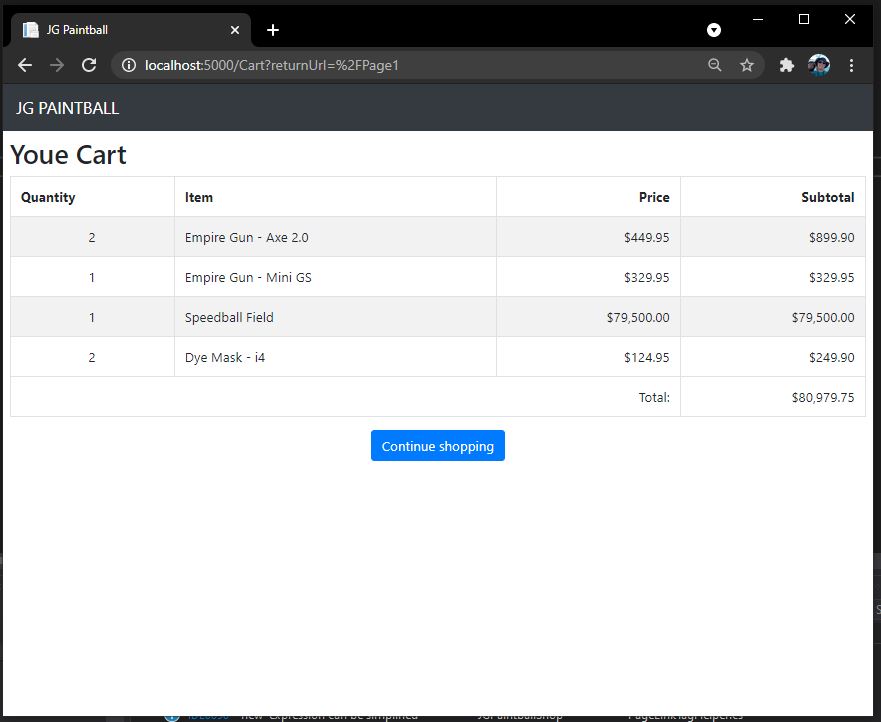 JG Paintball
localhost:5000/Cart?returnUrl=%2FPage1
JG PAINTBALL
Youe Cart
Quantity Item Price Subtotal
2 Empire Gun - Axe 2.0 $449.95 $899.90
1 Empire Gun - Mini GS $329.95 $329.95
1 Speedball Field $79,500.00 $79,500.00
2 Dye Mask - i4 $124.95 $249.90
Total: $80,979.75
Continue shopping